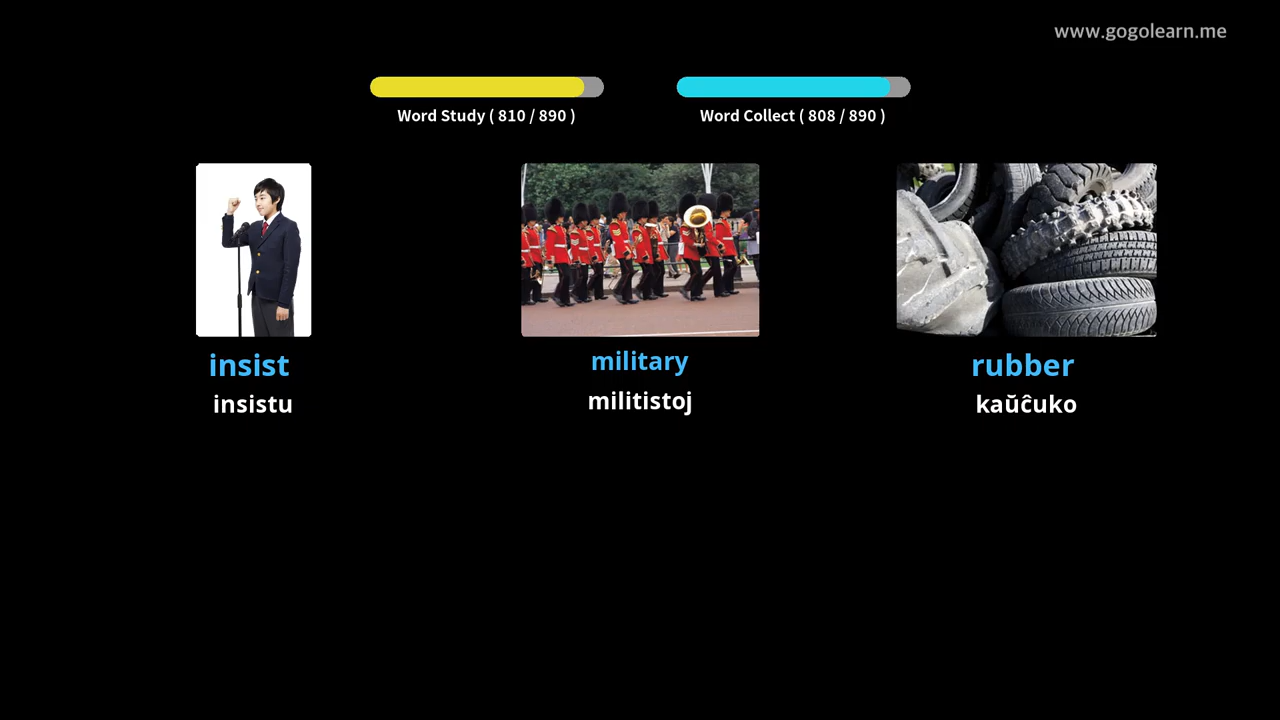 www.gogolearn.me
Word Study ( 810 / 890 )
Word Collect ( 808 / 890 )
insist
military
rubber
insistu
militistoj
kaŭĉuko